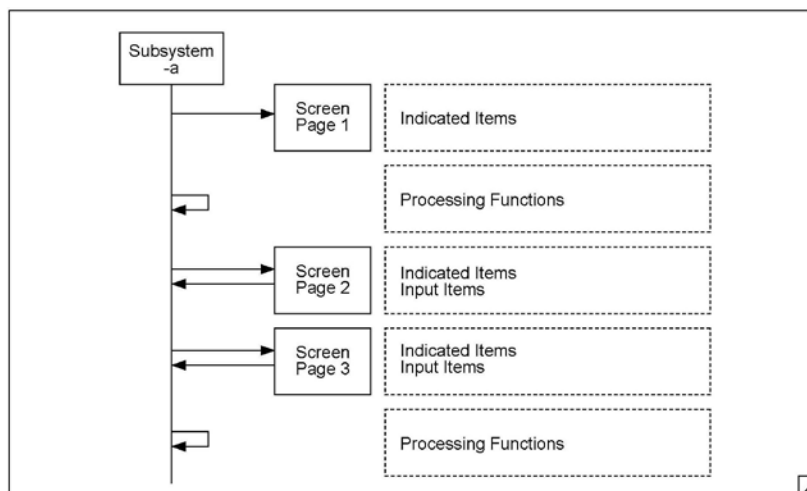 Subsystem
-a
Screen
Page 1
Indicated Items
Processing Functions
Screen
Page 2
Indicated Items
Input Items
Screen
Page 3
Indicated Items
Input Items
Processing Functions